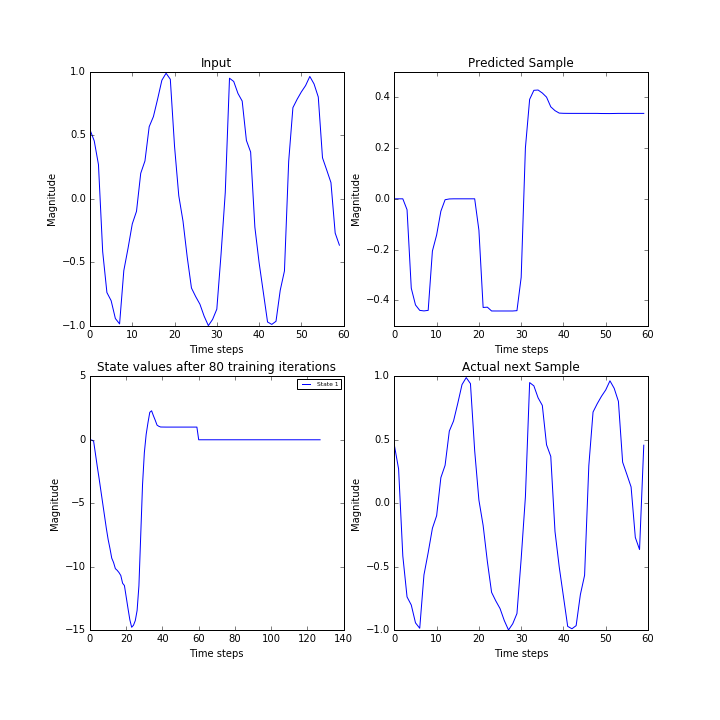 Input
1.0
0.5
0.0
−0.5
−1.0
Magnitude
0 10 20 30 40 50 60
Time steps
Predicted Sample
0.4
0.2
0.0
−0.2
−0.4
Magnitude
0 10 20 30 40 50 60
Time steps
State values after 80 training iterations
State 1
5
0
−5
−10
−15
Magnitude
0 20 40 60 80 100 120 140
Time steps
Actual next Sample
1.0
0.5
0.0
−0.5
−1.0
Magnitude
0 10 20 30 40 50 60
Time steps